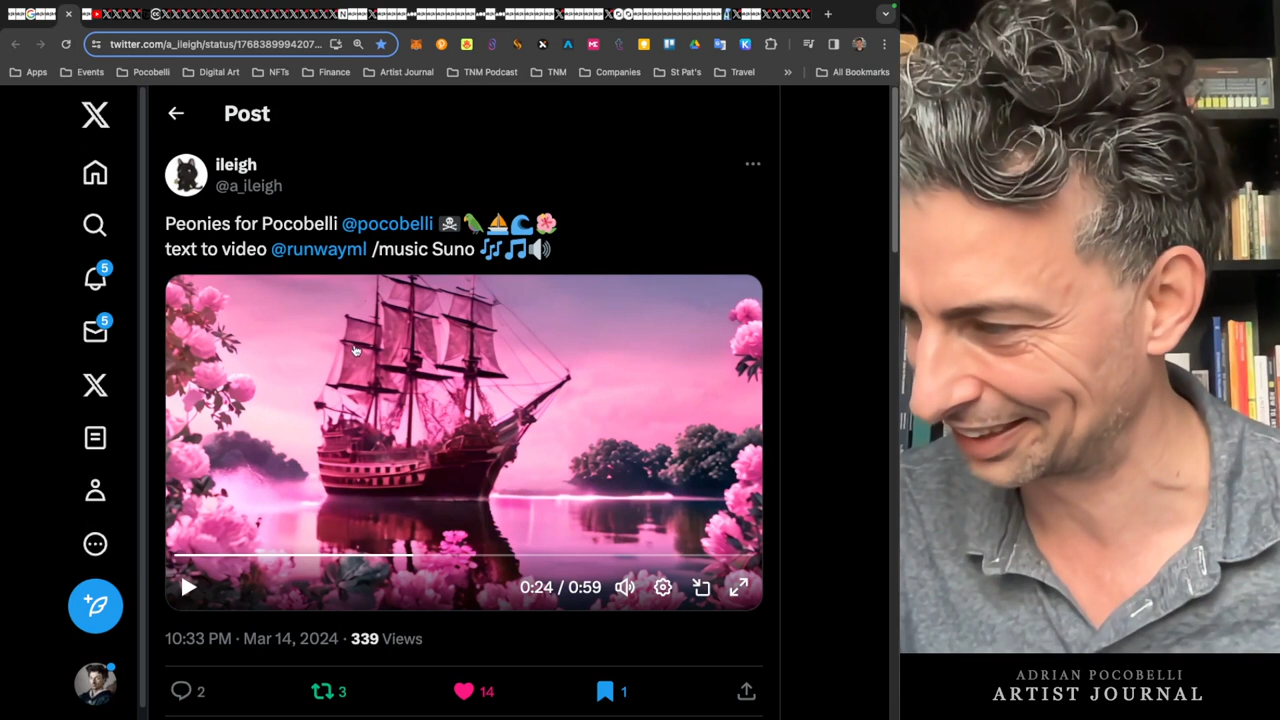 twitter.com/a_ileigh/status/1768389994207...
Apps Events Pocobelli Digital Art NFTs Finance Artist Journal TNM Podcast TNM Companies St Pat's Travel » All Bookmarks
Post
ileigh
@a_ileigh
Peonies for Pocobelli @pocobelli 🏴‍☠️🦜⛵🌊🌺
text to video @runwayml /music Suno 🎶🎵🔊
5
5
0:24 / 0:59
10:33 PM · Mar 14, 2024 · 339 Views
2 3 14 1
ADRIAN POCOBELLI
ARTIST JOURNAL